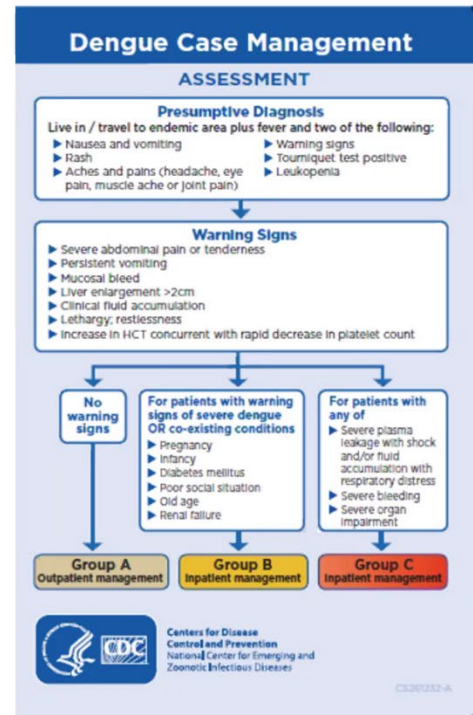 Dengue Case Management
ASSESSMENT
Presumptive Diagnosis
Live in / travel to endemic area plus fever and two of the following:
▶ Nausea and vomiting
▶ Rash
▶ Aches and pains (headache, eye
pain, muscle ache or joint pain)
▶ Warning signs
▶ Tourniquet test positive
▶ Leukopenia
Warning Signs
▶ Severe abdominal pain or tenderness
▶ Persistent vomiting
▶ Mucosal bleed
▶ Liver enlargement >2cm
▶ Clinical fluid accumulation
▶ Lethargy; restlessness
▶ Increase in HCT concurrent with rapid decrease in platelet count
No
warning
signs
For patients with warning
signs of severe dengue
OR co-existing conditions
▶ Pregnancy
▶ Infancy
▶ Diabetes mellitus
▶ Poor social situation
▶ Old age
▶ Renal failure
For patients with
any of
▶ Severe plasma
leakage with shock
and/or fluid
accumulation with
respiratory distress
▶ Severe bleeding
▶ Severe organ
impairment
Group A
Outpatient management
Group B
Inpatient management
Group C
Inpatient management
CDC
Centers for Disease
Control and Prevention
National Center for Emerging and
Zoonotic Infectious Diseases
CS261232-A